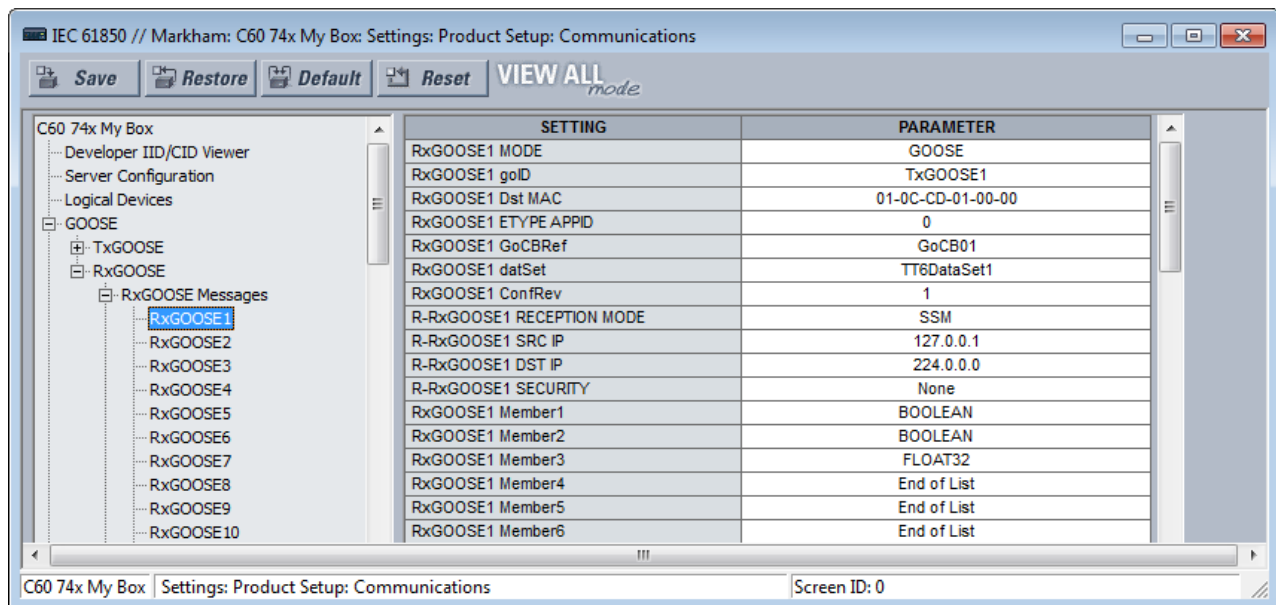 IEC 61850 // Markham: C60 74x My Box: Settings: Product Setup: Communications
Save Restore Default Reset VIEW ALL mode
C60 74x My Box
Developer IID/CID Viewer
Server Configuration
Logical Devices
GOOSE
TxGOOSE
RxGOOSE
RxGOOSE Messages
RxGOOSE1
RxGOOSE2
RxGOOSE3
RxGOOSE4
RxGOOSE5
RxGOOSE6
RxGOOSE7
RxGOOSE8
RxGOOSE9
RxGOOSE10
SETTING PARAMETER
RxGOOSE1 MODE GOOSE
RxGOOSE1 goID TxGOOSE1
RxGOOSE1 Dst MAC 01-0C-CD-01-00-00
RxGOOSE1 ETYPE APPID 0
RxGOOSE1 GoCBRef GoCB01
RxGOOSE1 datSet TT6DataSet1
RxGOOSE1 ConfRev 1
R-RxGOOSE1 RECEPTION MODE SSM
R-RxGOOSE1 SRC IP 127.0.0.1
R-RxGOOSE1 DST IP 224.0.0.0
R-RxGOOSE1 SECURITY None
RxGOOSE1 Member1 BOOLEAN
RxGOOSE1 Member2 BOOLEAN
RxGOOSE1 Member3 FLOAT32
RxGOOSE1 Member4 End of List
RxGOOSE1 Member5 End of List
RxGOOSE1 Member6 End of List
C60 74x My Box Settings: Product Setup: Communications Screen ID: 0